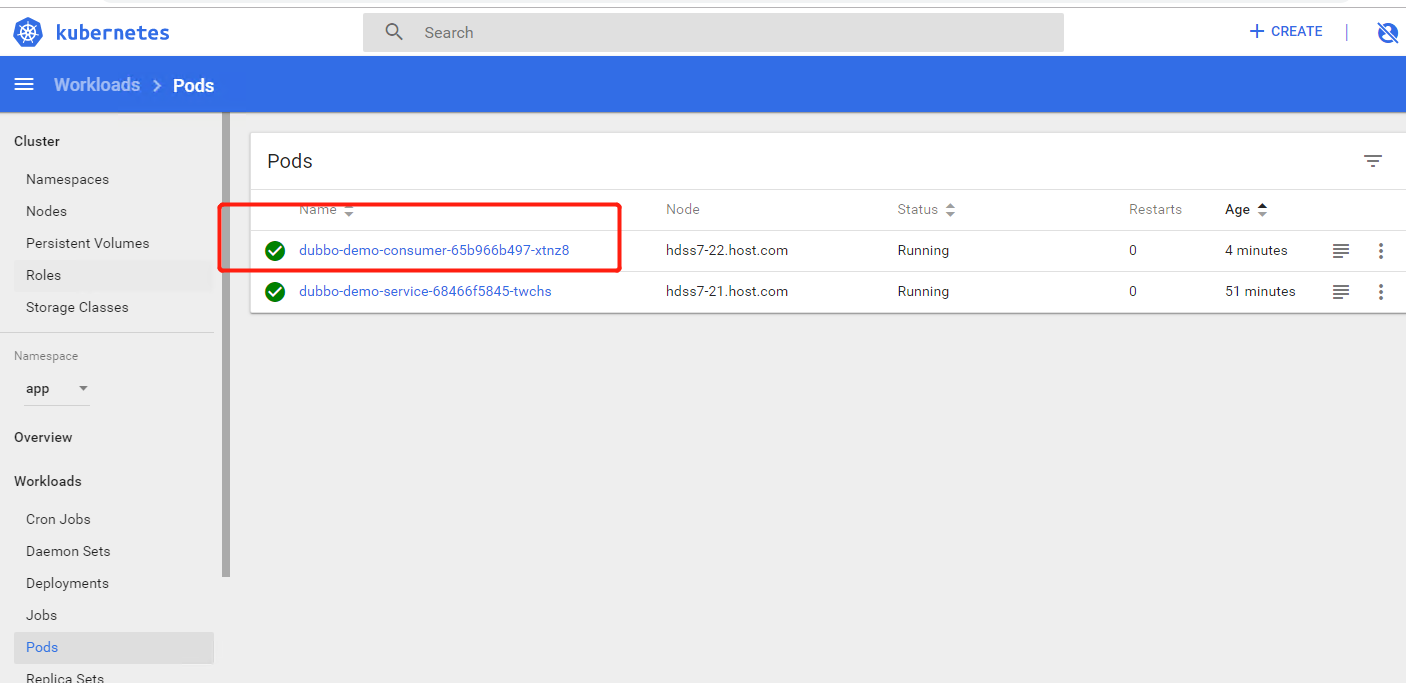 kubernetes
Search
CREATE
Workloads > Pods
Cluster
Namespaces
Nodes
Persistent Volumes
Roles
Storage Classes
Namespace
app
Overview
Workloads
Cron Jobs
Daemon Sets
Deployments
Jobs
Pods
Replica Sets
Pods
Name Node Status Restarts Age
dubbo-demo-consumer-65b966b497-xtnz8 hdss7-22.host.com Running 0 4 minutes
dubbo-demo-service-68466f5845-twchs hdss7-21.host.com Running 0 51 minutes